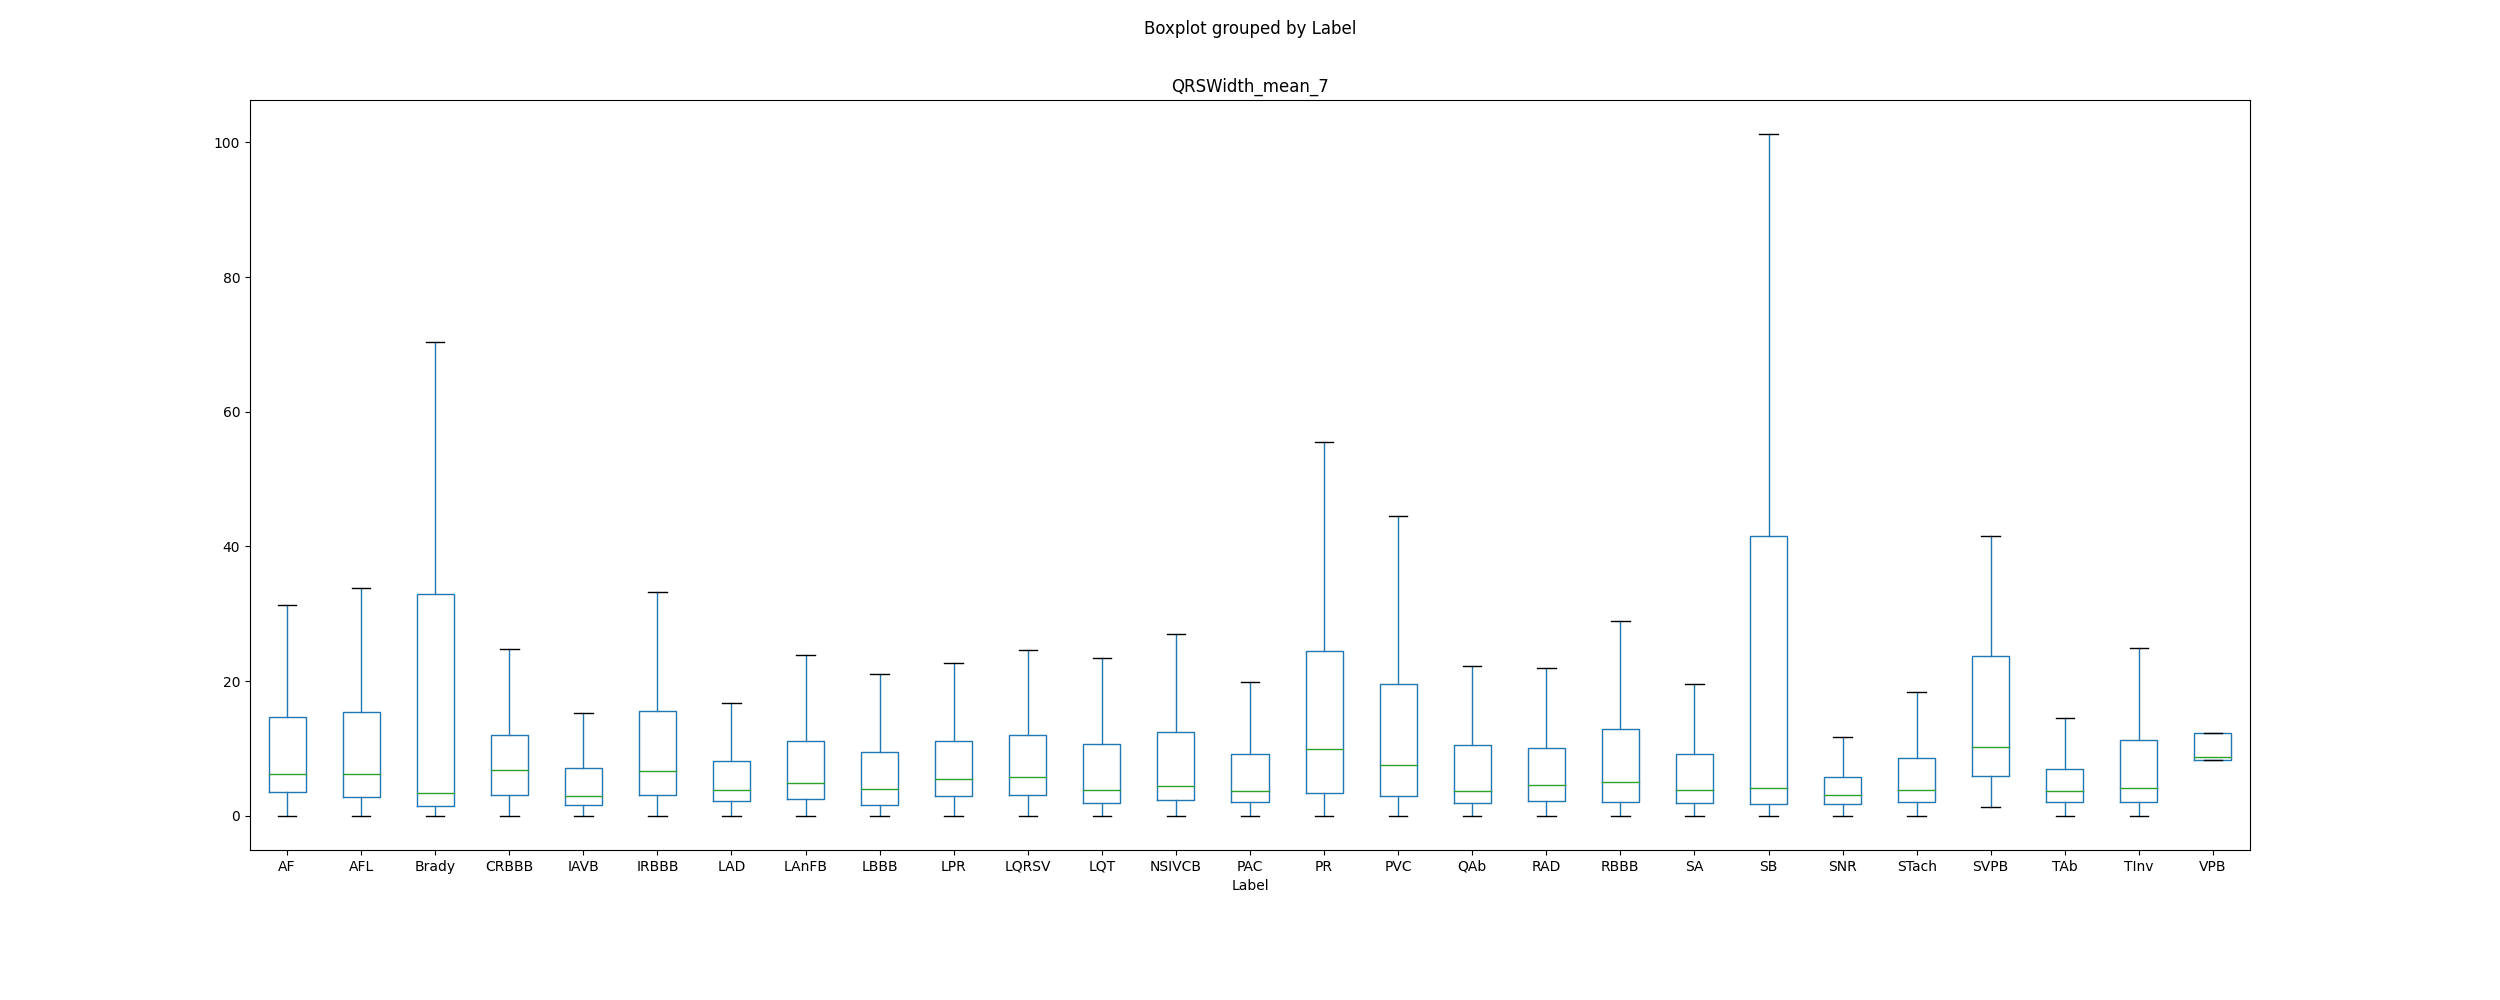 Boxplot grouped by Label
QRSWidth_mean_7
100
80
60
40
20
0
AF AFL Brady CRBBB IAVB IRBBB LAD LAnFB LBBB LPR LQRSV LQT NSIVCB PAC PR PVC QAb RAD RBBB SA SB SNR STach SVPB TAb TInv VPB
Label